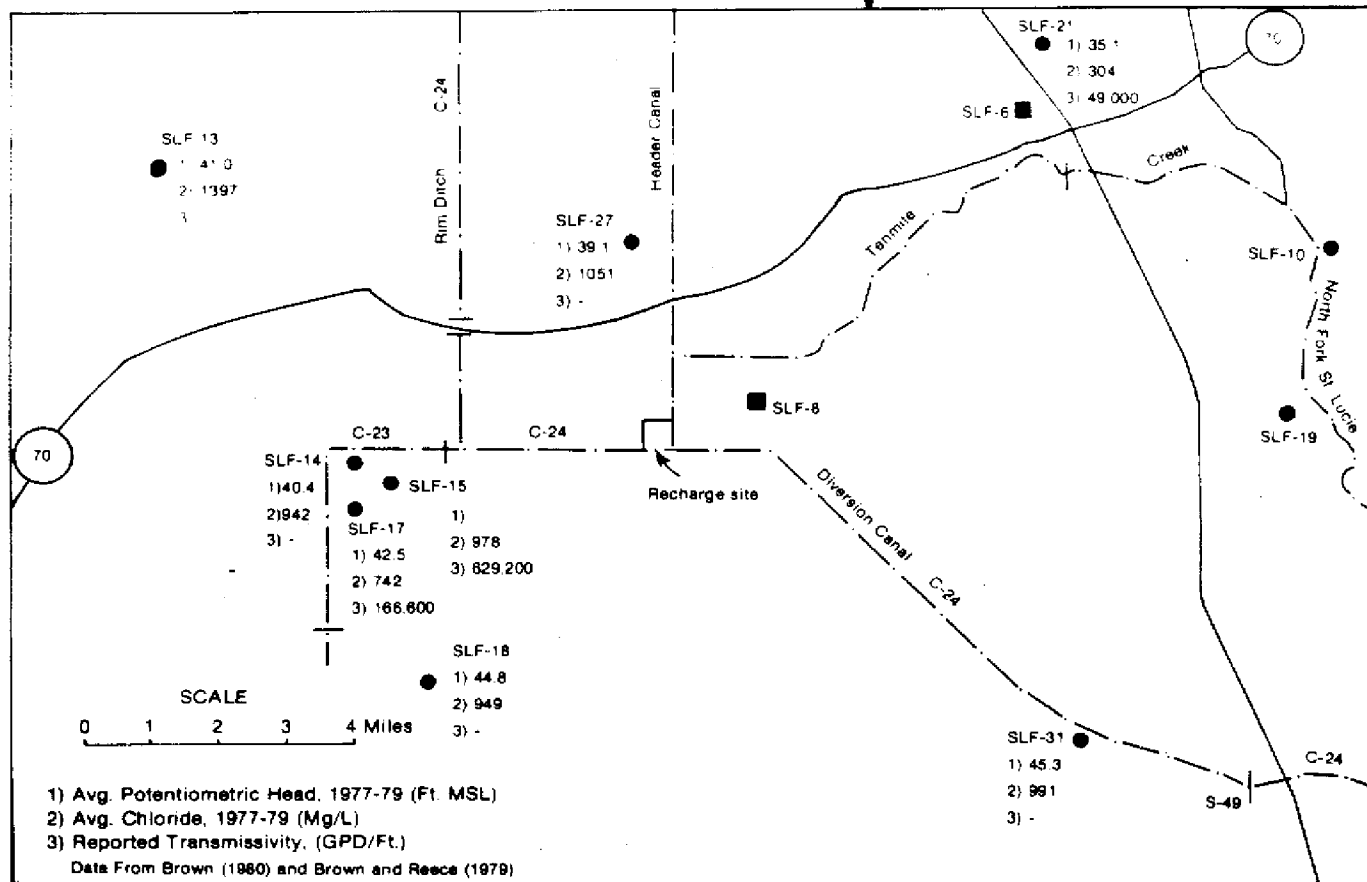 SLF-21
1) 35.1
2) 304
3) 49.000
70
SLF-6
SLF-13
1) 41.0
2) 1397
3)
Rim Ditch
C-24
Header Canal
SLF-27
1) 39.1
2) 1051
3) -
Tenmile
Creek
SLF-10
North Fork St. Lucie
SLF-19
SLF-8
70
C-23
C-24
Recharge site
SLF-14
1)40.4
2)942
3) -
SLF-15
1)
2) 978
3) 629.200
SLF-17
1) 42.5
2) 742
3) 166.600
Diversion Canal
C-24
SLF-18
1) 44.8
2) 949
3) -
SLF-31
1) 45.3
2) 991
3) -
S-49
C-24
SCALE
0 1 2 3 4 Miles
1) Avg. Potentiometric Head, 1977-79 (Ft. MSL)
2) Avg. Chloride, 1977-79 (Mg/L)
3) Reported Transmissivity, (GPD/Ft.)
Data From Brown (1980) and Brown and Reece (1979)